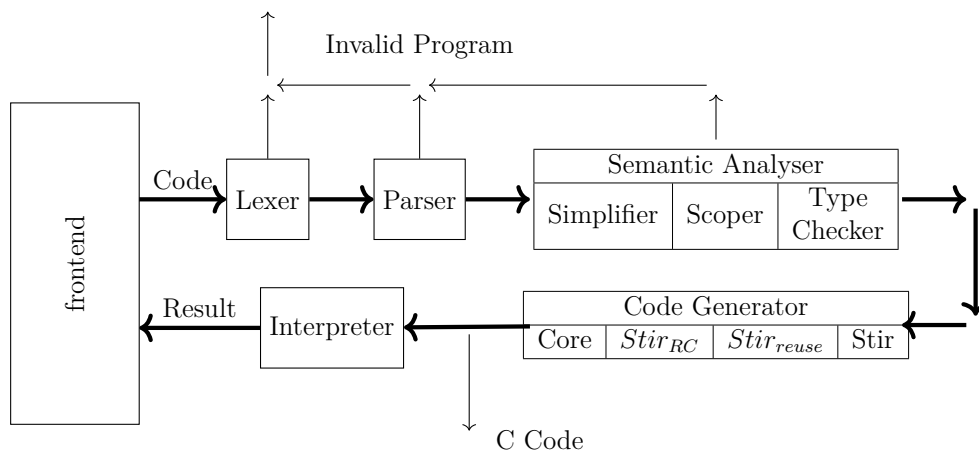 Invalid Program
frontend
Code
Lexer
Parser
Semantic Analyser
Simplifier
Scoper
Type
Checker
Result
Interpreter
Code Generator
Core
Stir_RC
Stir_reuse
Stir
C Code